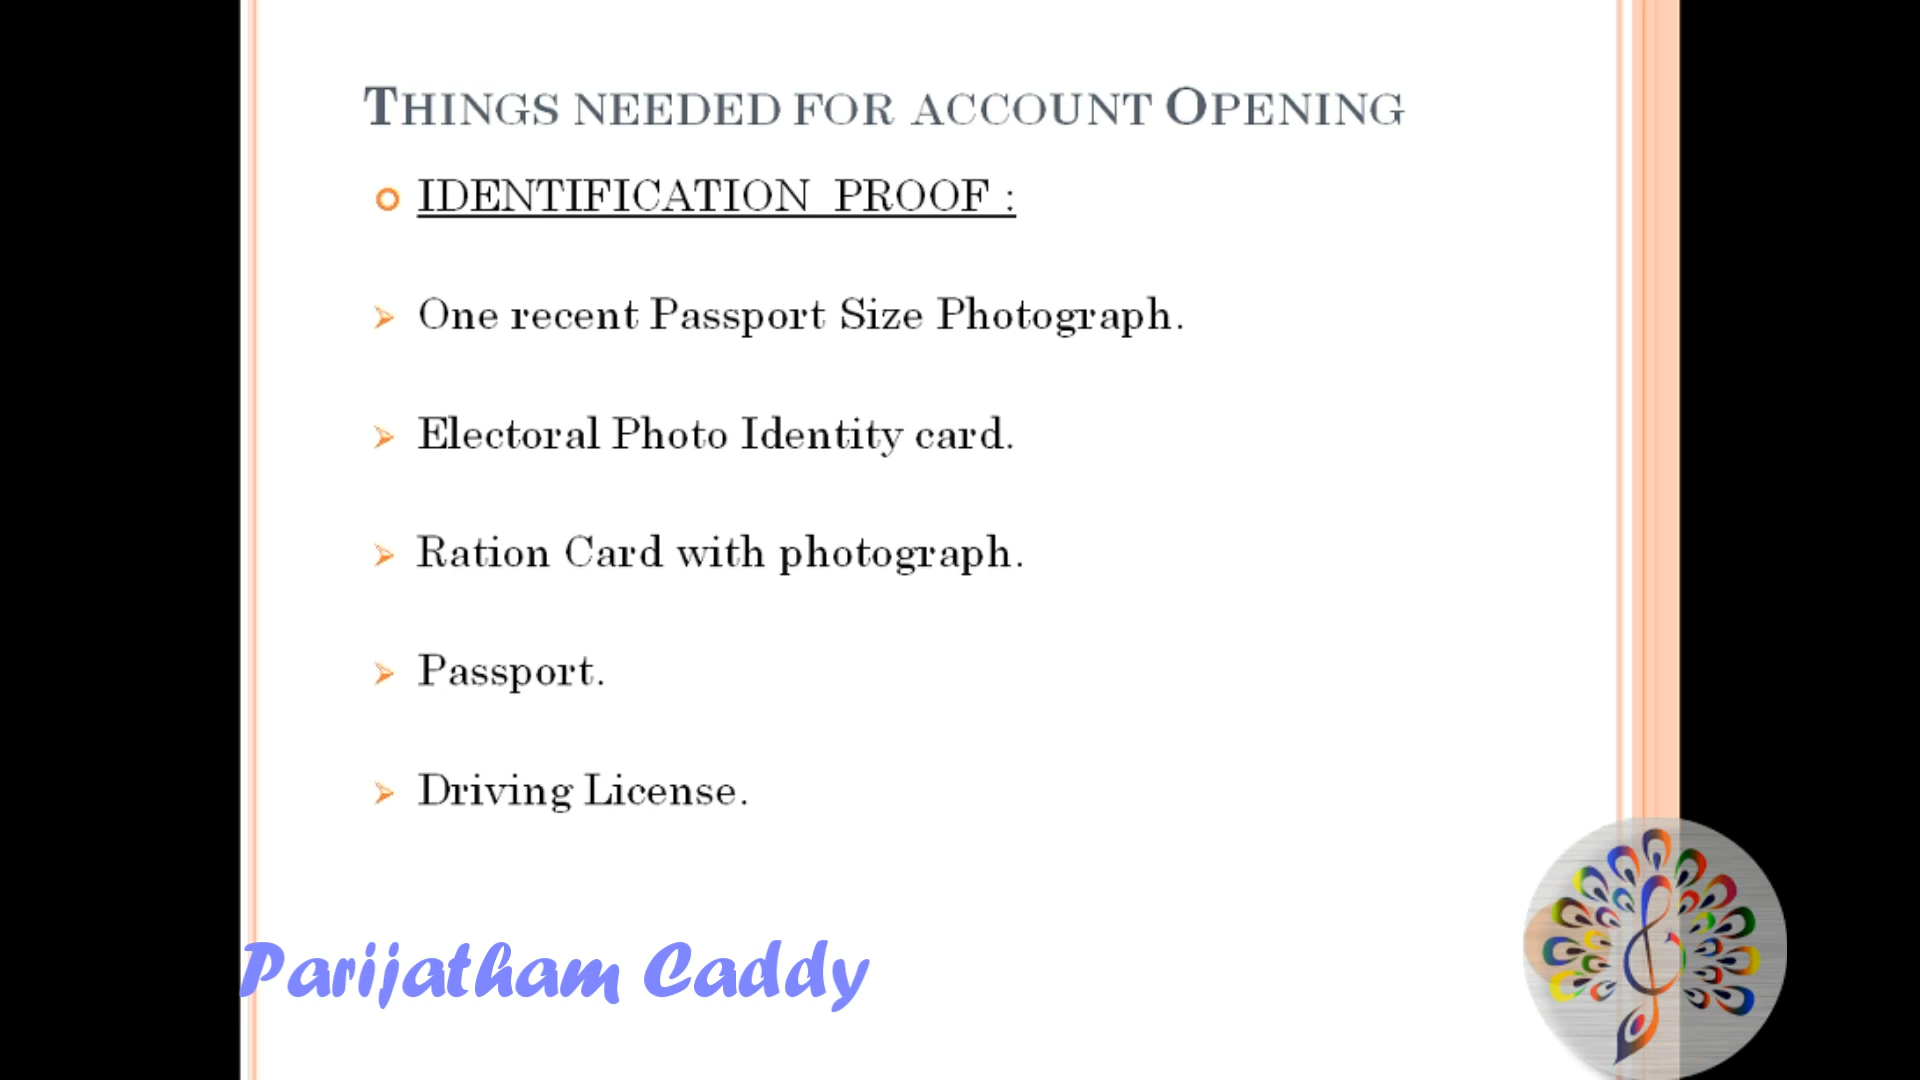 THINGS NEEDED FOR ACCOUNT OPENING
IDENTIFICATION PROOF :
One recent Passport Size Photograph.
Electoral Photo Identity card.
Ration Card with photograph.
Passport.
Driving License.
Parijatham Caddy